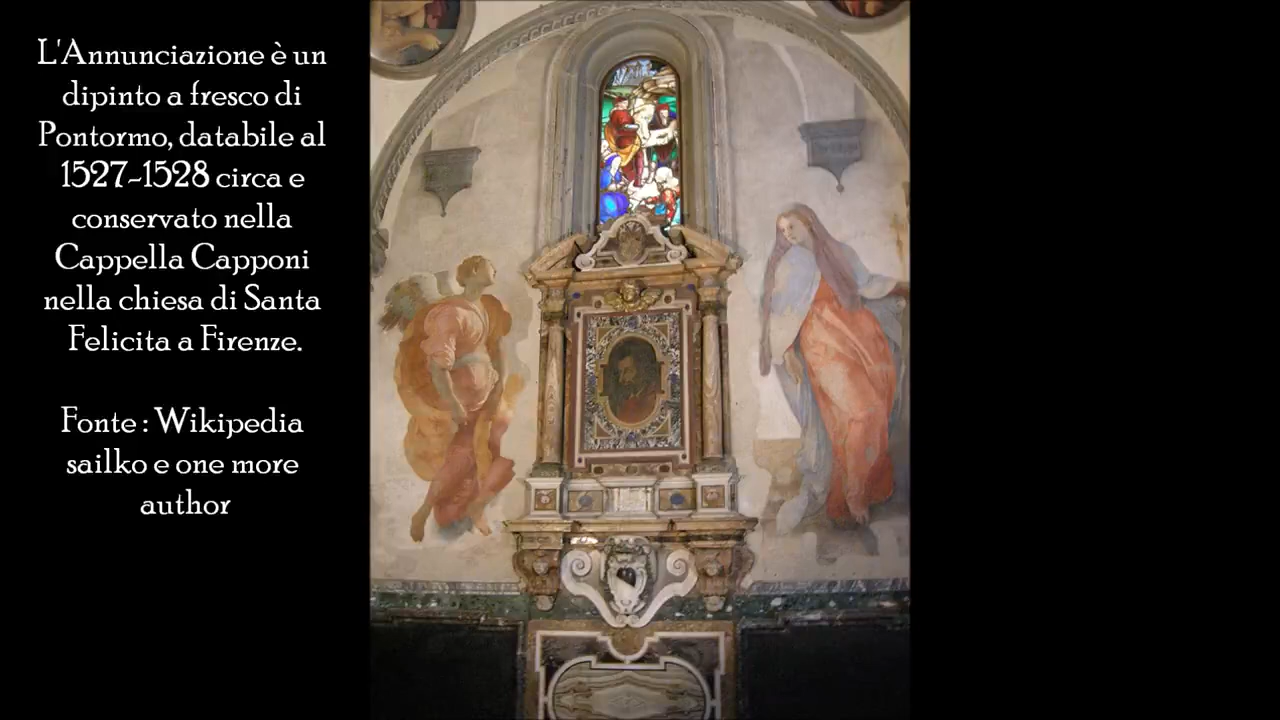 L'Annunciazione è un
dipinto a fresco di
Pontormo, databile al
1527-1528 circa e
conservato nella
Cappella Capponi
nella chiesa di Santa
Felicita a Firenze.
Fonte : Wikipedia
sailko e one more
author